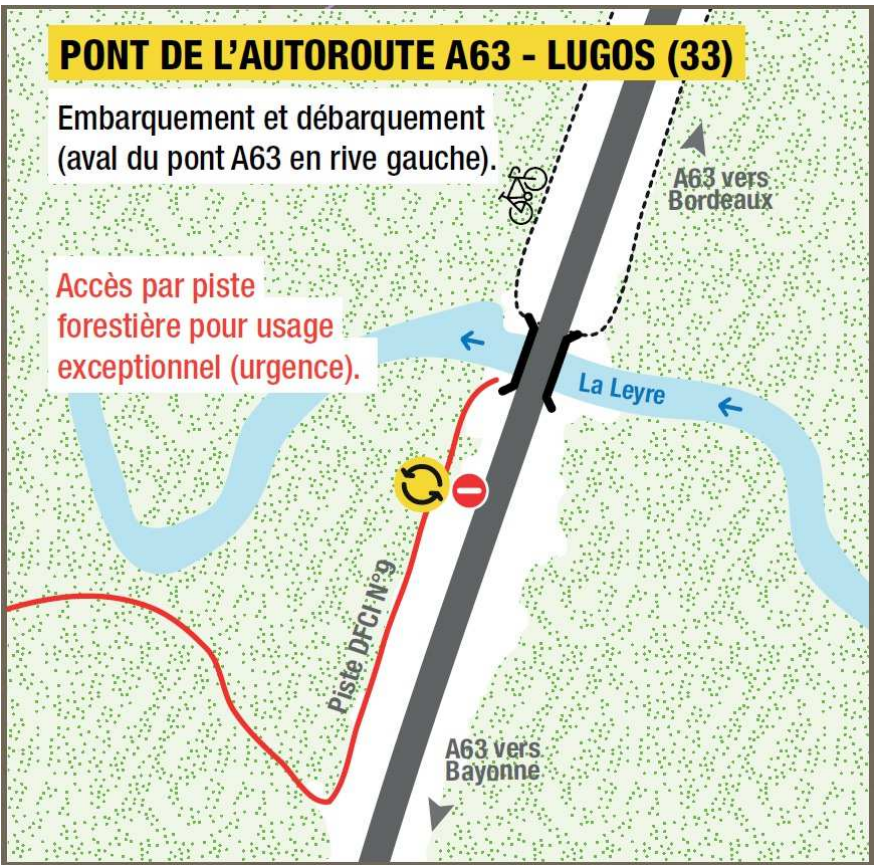 PONT DE L'AUTOROUTE A63 - LUGOS (33)
Embarquement et débarquement
(aval du pont A63 en rive gauche).
A63 vers
Bordeaux
Accès par piste
forestière pour usage
exceptionnel (urgence).
La Leyre
Piste DFCI N°9
A63 vers
Bayonne